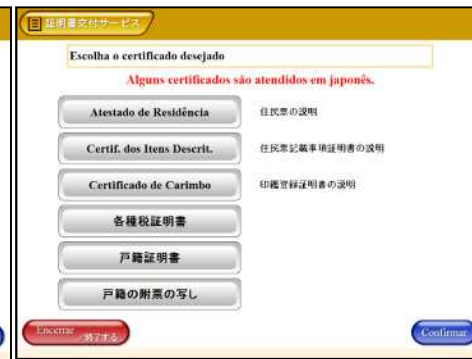 証明書交付サービス
Escolha o certificado desejado
Alguns certificados são atendidos em japonês.
Atestado de Residência 住民票の説明
Certif. dos Itens Descrit. 住民票記載事項証明書の説明
Certificado de Carimbo 印鑑登録証明書の説明
各種税証明書
戸籍証明書
戸籍の附票の写し
Encerrar /終了する
Confirmar